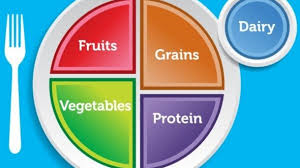 Fruits
Grains
Dairy
Vegetables
Protein